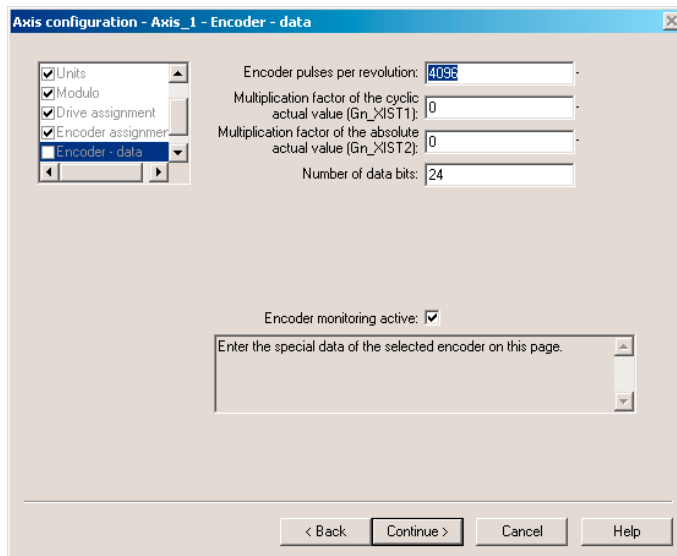 Axis configuration - Axis_1 - Encoder - data
Units
Modulo
Drive assignment
Encoder assignmer
Encoder - data
Encoder pulses per revolution: 4096 -
Multiplication factor of the cyclic
actual value (Gn_XIST1): 0 -
Multiplication factor of the absolute
actual value (Gn_XIST2): 0 -
Number of data bits: 24
Encoder monitoring active:
Enter the special data of the selected encoder on this page.
< Back
Continue >
Cancel
Help